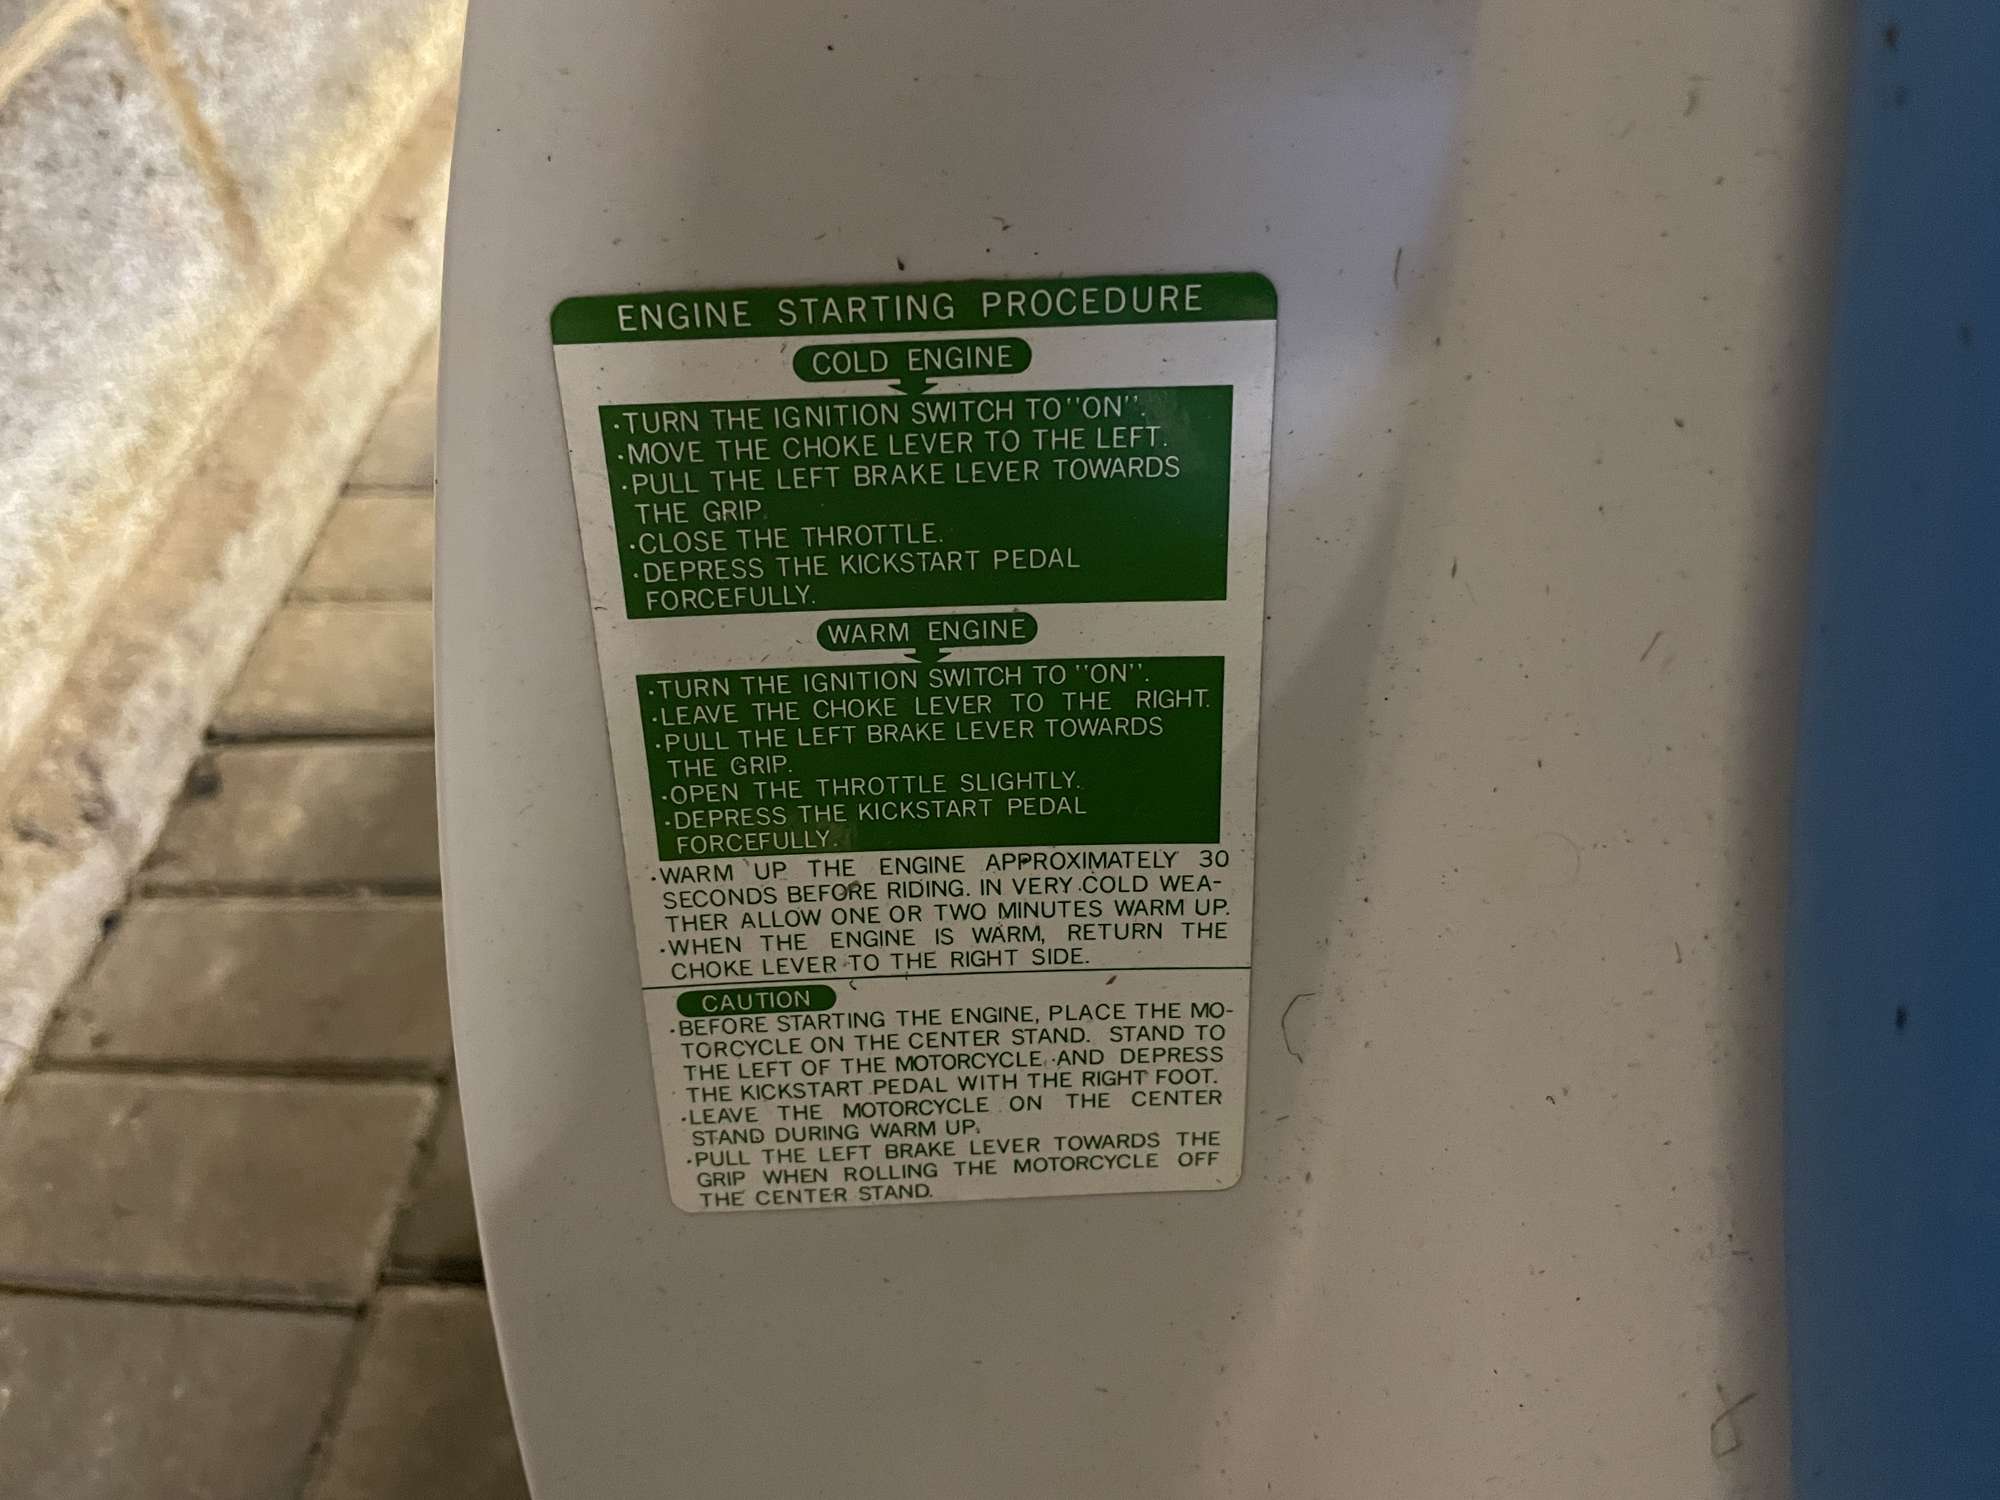 ENGINE STARTING PROCEDURE
COLD ENGINE
·TURN THE IGNITION SWITCH TO "ON".
·MOVE THE CHOKE LEVER TO THE LEFT.
·PULL THE LEFT BRAKE LEVER TOWARDS
THE GRIP.
·CLOSE THE THROTTLE.
·DEPRESS THE KICKSTART PEDAL
FORCEFULLY.
WARM ENGINE
·TURN THE IGNITION SWITCH TO "ON".
·LEAVE THE CHOKE LEVER TO THE RIGHT.
·PULL THE LEFT BRAKE LEVER TOWARDS
THE GRIP.
·OPEN THE THROTTLE SLIGHTLY.
·DEPRESS THE KICKSTART PEDAL
FORCEFULLY.
·WARM UP THE ENGINE APPROXIMATELY 30
SECONDS BEFORE RIDING. IN VERY COLD WEA-
THER ALLOW ONE OR TWO MINUTES WARM UP.
·WHEN THE ENGINE IS WARM, RETURN THE
CHOKE LEVER TO THE RIGHT SIDE.
CAUTION
·BEFORE STARTING THE ENGINE, PLACE THE MO-
TORCYCLE ON THE CENTER STAND. STAND TO
THE LEFT OF THE MOTORCYCLE AND DEPRESS
THE KICKSTART PEDAL WITH THE RIGHT FOOT.
·LEAVE THE MOTORCYCLE ON THE CENTER
STAND DURING WARM UP.
·PULL THE LEFT BRAKE LEVER TOWARDS THE
GRIP WHEN ROLLING THE MOTORCYCLE OFF
THE CENTER STAND.